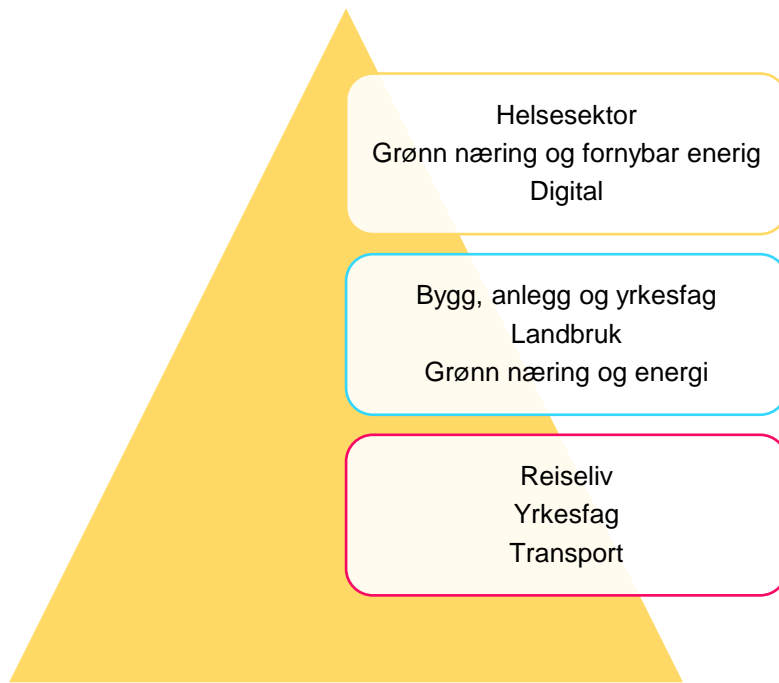 Helsesektor
Grønn næring og fornybar enerig
Digital
Bygg, anlegg og yrkesfag
Landbruk
Grønn næring og energi
Reiseliv
Yrkesfag
Transport